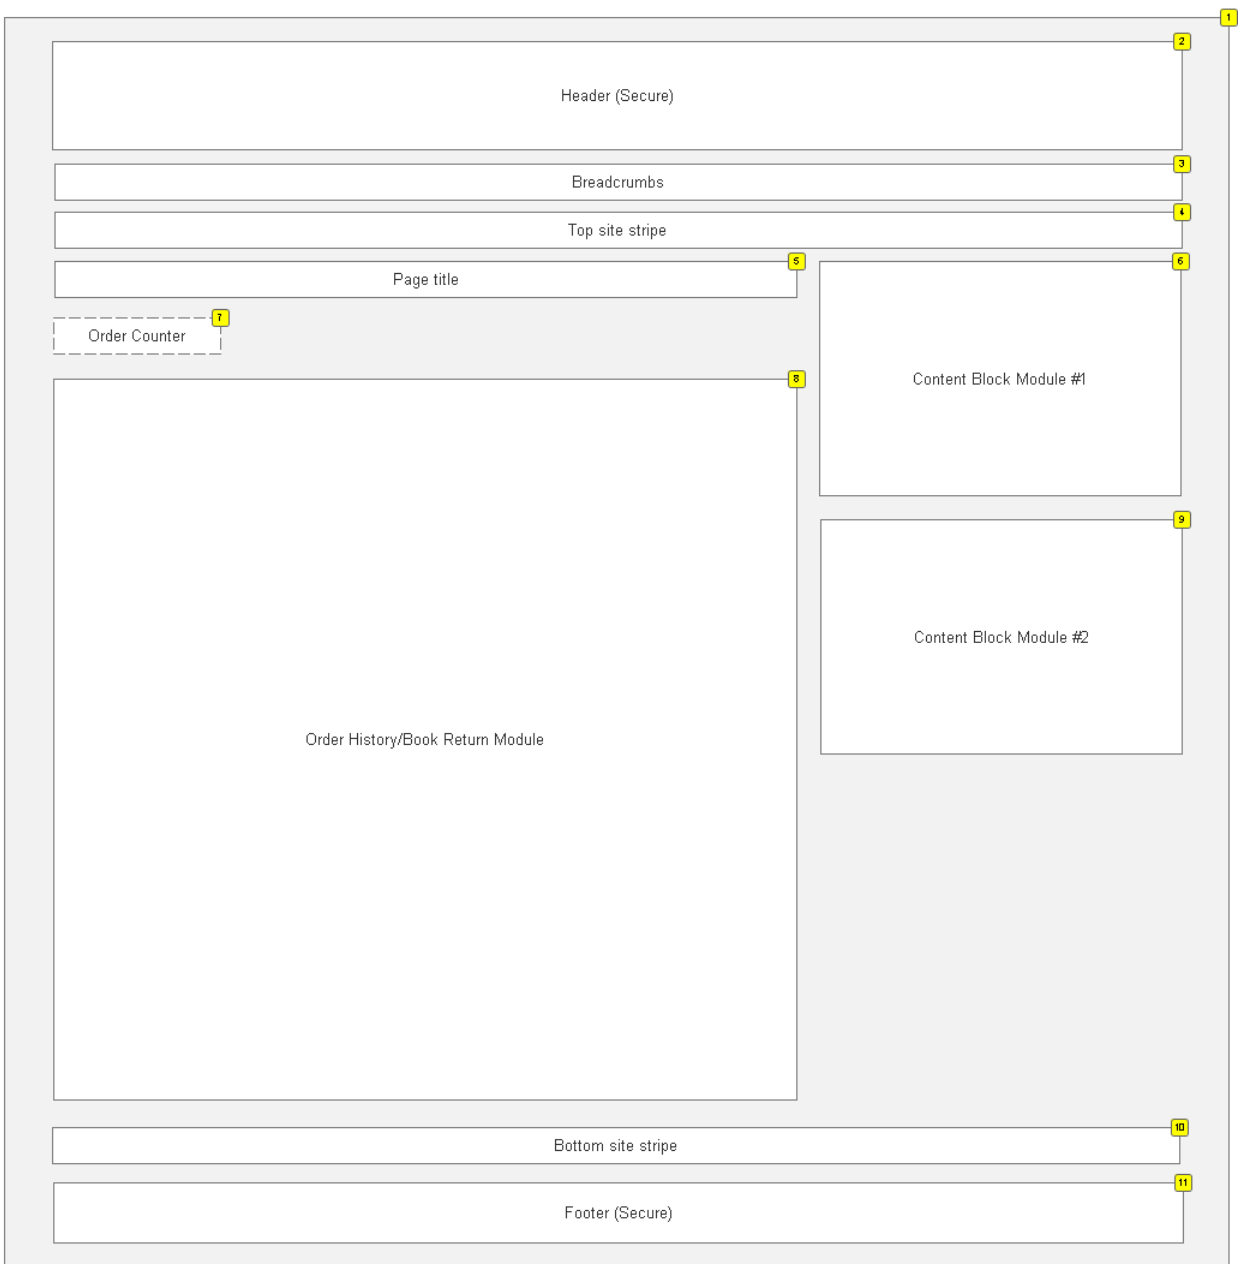 1
2
Header (Secure)
3
Breadcrumbs
4
Top site stripe
5
Page title
6
Content Block Module #1
7
Order Counter
8
Order History/Book Return Module
9
Content Block Module #2
10
Bottom site stripe
11
Footer (Secure)